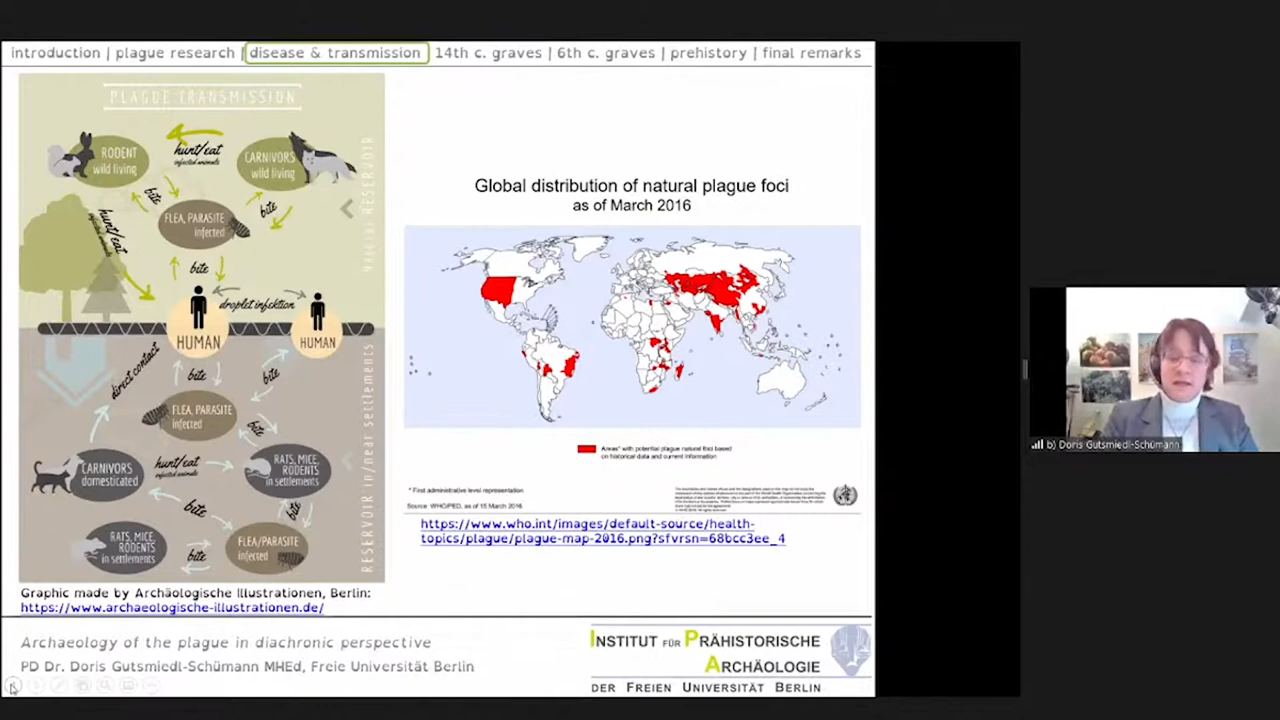 introduction | plague research | disease & transmission 14th c. graves | 6th c. graves | prehistory | final remarks
PLAGUE TRANSMISSION
RODENT
wild living
hunt/eat
infected animals
CARNIVORS
wild living
bite
FLEA, PARASITE
infected
bite
hunt/eat
bite
droplet infektion
HUMAN
HUMAN
direct contact
bite
bite
FLEA, PARASITE
infected
bite
CARNIVORS
domesticated
hunt/eat
infected animals
RATS, MICE,
RODENTS
in settlements
bite
bite
RATS, MICE,
RODENTS
in settlements
bite
FLEA/PARASITE
infected
RESERVOIR
RESERVOIR in/near settlements
Graphic made by Archäologische Illustrationen, Berlin:
https://www.archaeologische-illustrationen.de/
Global distribution of natural plague foci
as of March 2016
Areas* with potential plague natural foci based
on historical data and current information
* First administrative level representation
Source: WHO/PED, as of 15 March 2016
https://www.who.int/images/default-source/health-
topics/plague/plague-map-2016.png?sfvrsn=68bcc3ee_4
Archaeology of the plague in diachronic perspective
PD Dr. Doris Gutsmiedl-Schümann MHEd, Freie Universität Berlin
INSTITUT FÜR PRÄHISTORISCHE
ARCHÄOLOGIE
DER FREIEN UNIVERSITÄT BERLIN
b) Doris Gutsmiedl-Schümann